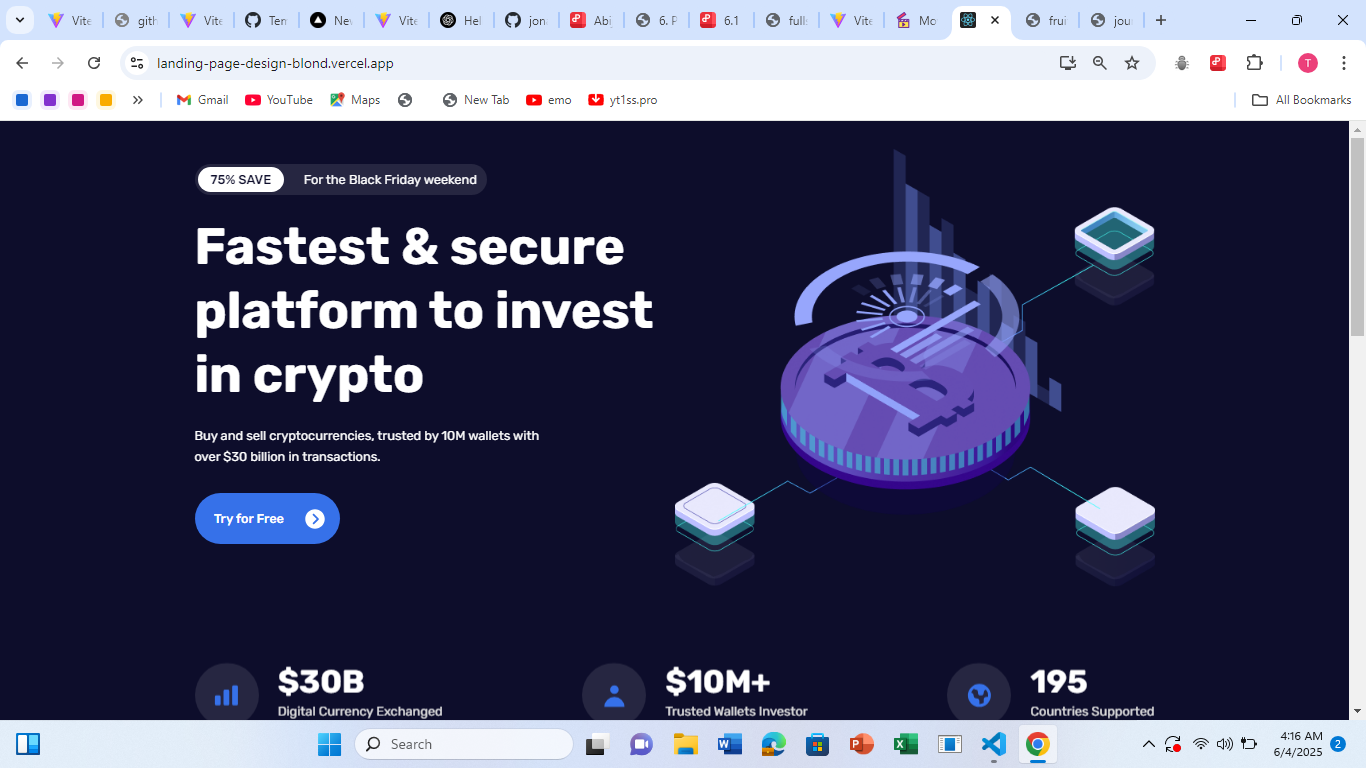 Vite
gith
Vite
Nev
Vite
Hel
jon
Abj
6. P
6.1
full
Vite
Mo
frui
jou
landing-page-design-blond.vercel.app
T
Gmail
YouTube
Maps
New Tab
emo
yt1ss.pro
All Bookmarks
75% SAVE For the Black Friday weekend
Fastest & secure
platform to invest
in crypto
Buy and sell cryptocurrencies, trusted by 10M wallets with
over $30 billion in transactions.
Try for Free
$30B
Digital Currency Exchanged
$10M+
Trusted Wallets Investor
195
Countries Supported
Search
4:16 AM
6/4/2025
2